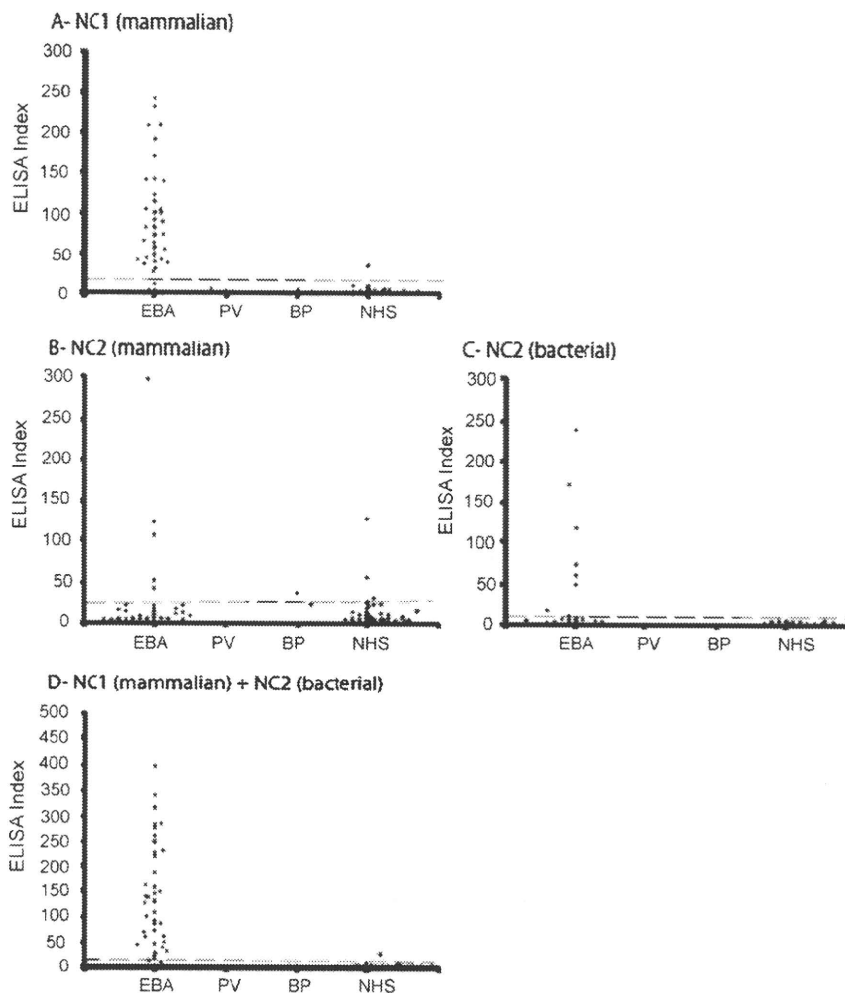 A- NC1 (mammalian)
300
250
200
150
100
50
0
ELISA Index
EBA PV BP NHS
B- NC2 (mammalian)
300
250
200
150
100
50
0
ELISA Index
EBA PV BP NHS
C- NC2 (bacterial)
300
250
200
150
100
50
0
ELISA Index
EBA PV BP NHS
D- NC1 (mammalian) + NC2 (bacterial)
500
450
400
350
300
250
200
150
100
50
0
ELISA Index
EBA PV BP NHS